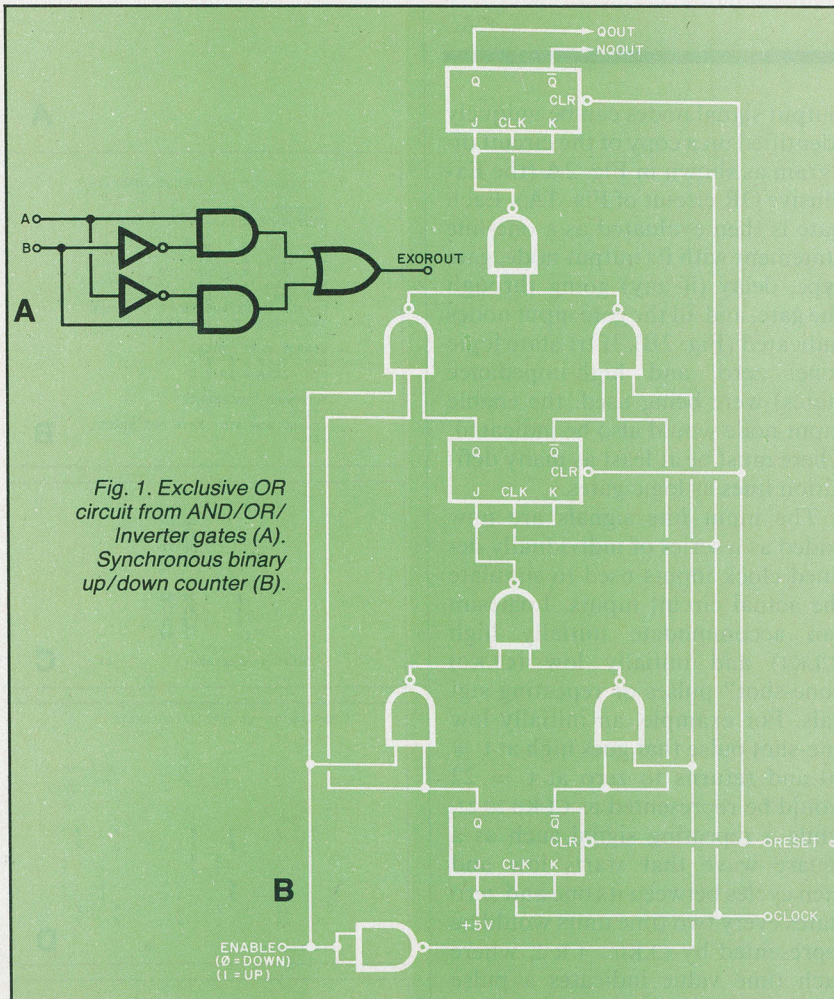 QOUT
NQOUT
Q Q̅
CLR
J CLK K
A
B
EXOROUT
A
Q Q̅
CLR
J CLK K
Fig. 1. Exclusive OR
circuit from AND/OR/
Inverter gates (A).
Synchronous binary
up/down counter (B).
Q Q̅
CLR
J CLK K
RESET
+5V
CLOCK
B
ENABLE
(0=DOWN)
(1=UP)